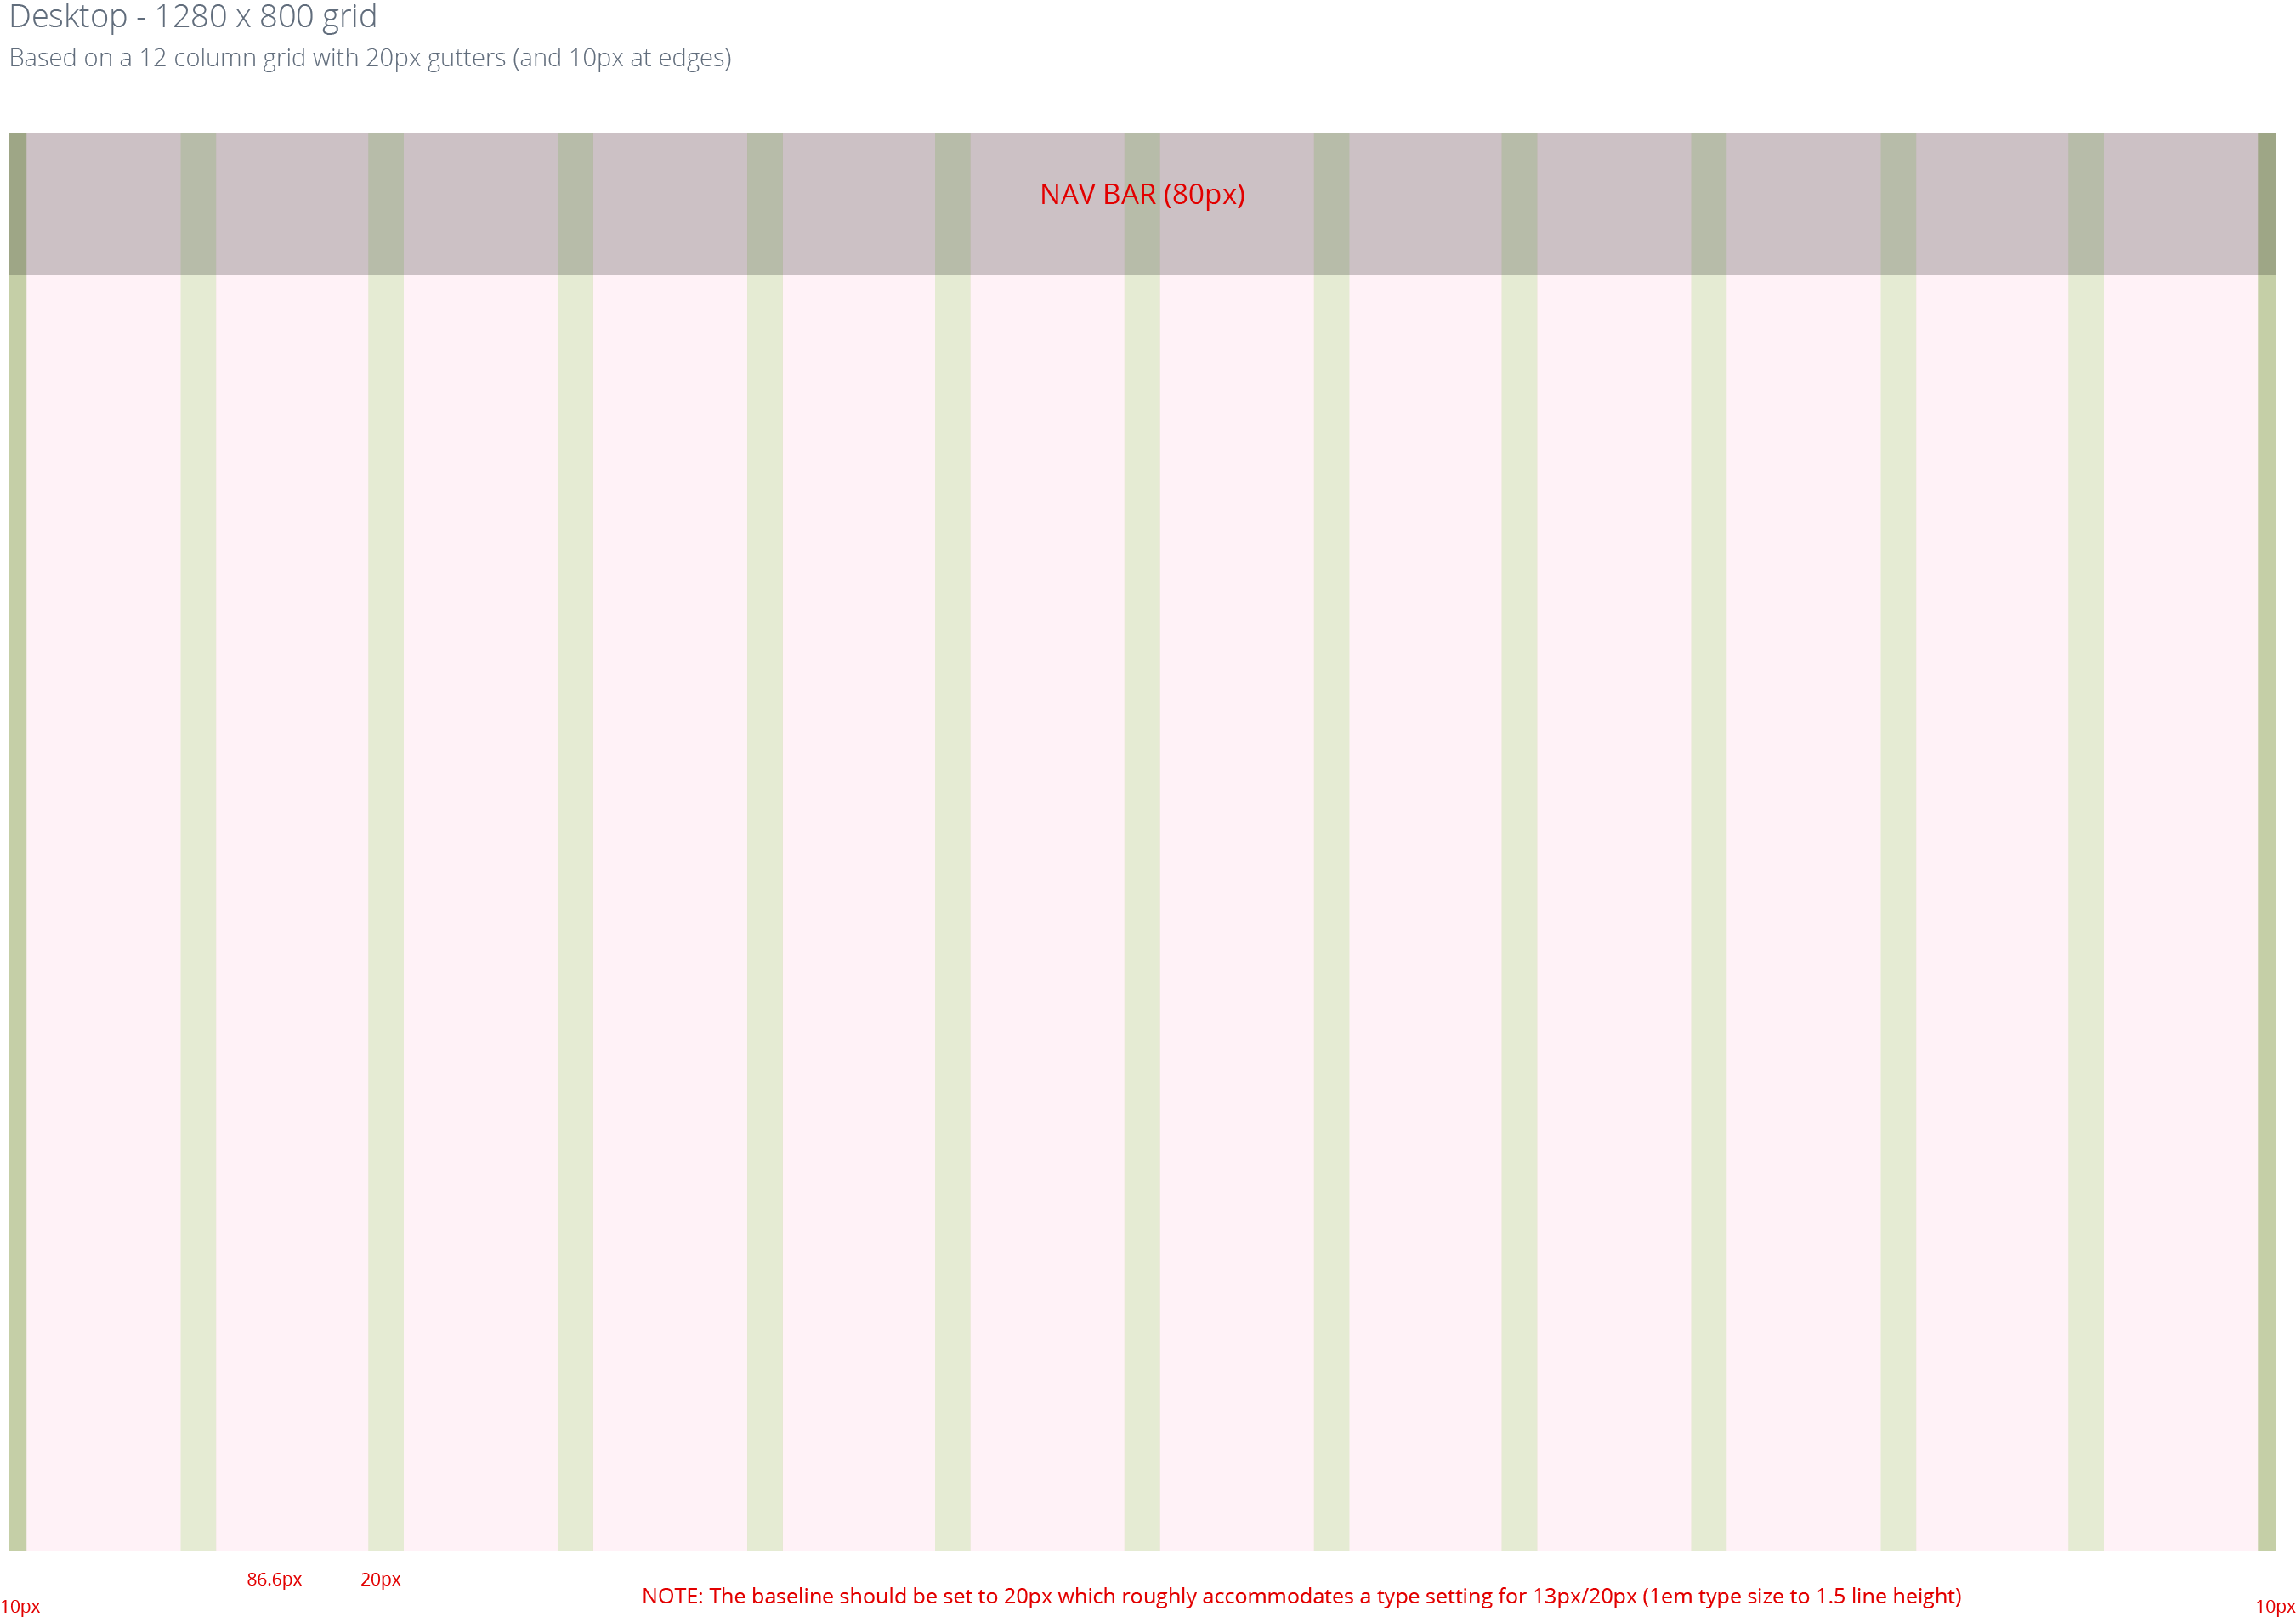 Desktop - 1280 x 800 grid
Based on a 12 column grid with 20px gutters (and 10px at edges)
NAV BAR (80px)
86.6px
20px
NOTE: The baseline should be set to 20px which roughly accommodates a type setting for 13px/20px (1em type size to 1.5 line height)
10px
10px